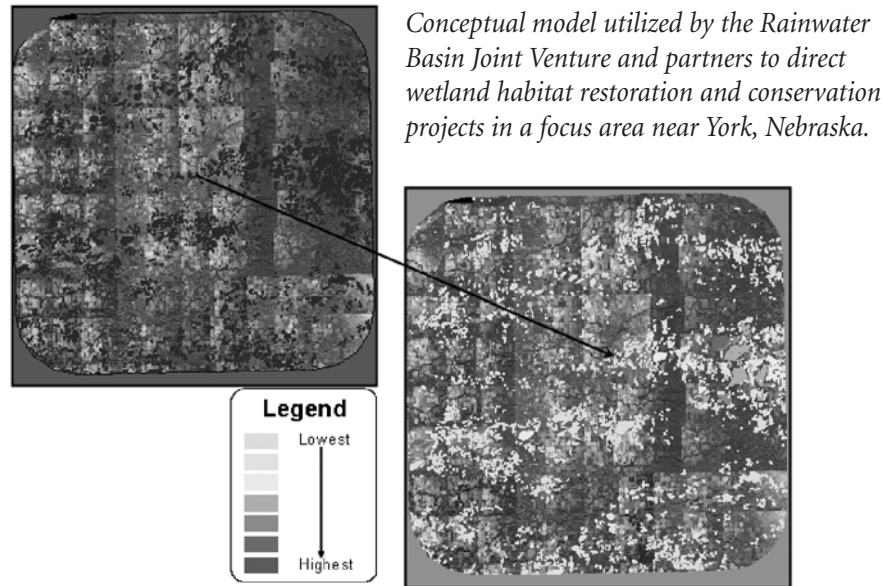 Conceptual model utilized by the Rainwater
Basin Joint Venture and partners to direct
wetland habitat restoration and conservation
projects in a focus area near York, Nebraska.
Legend
Lowest
Highest